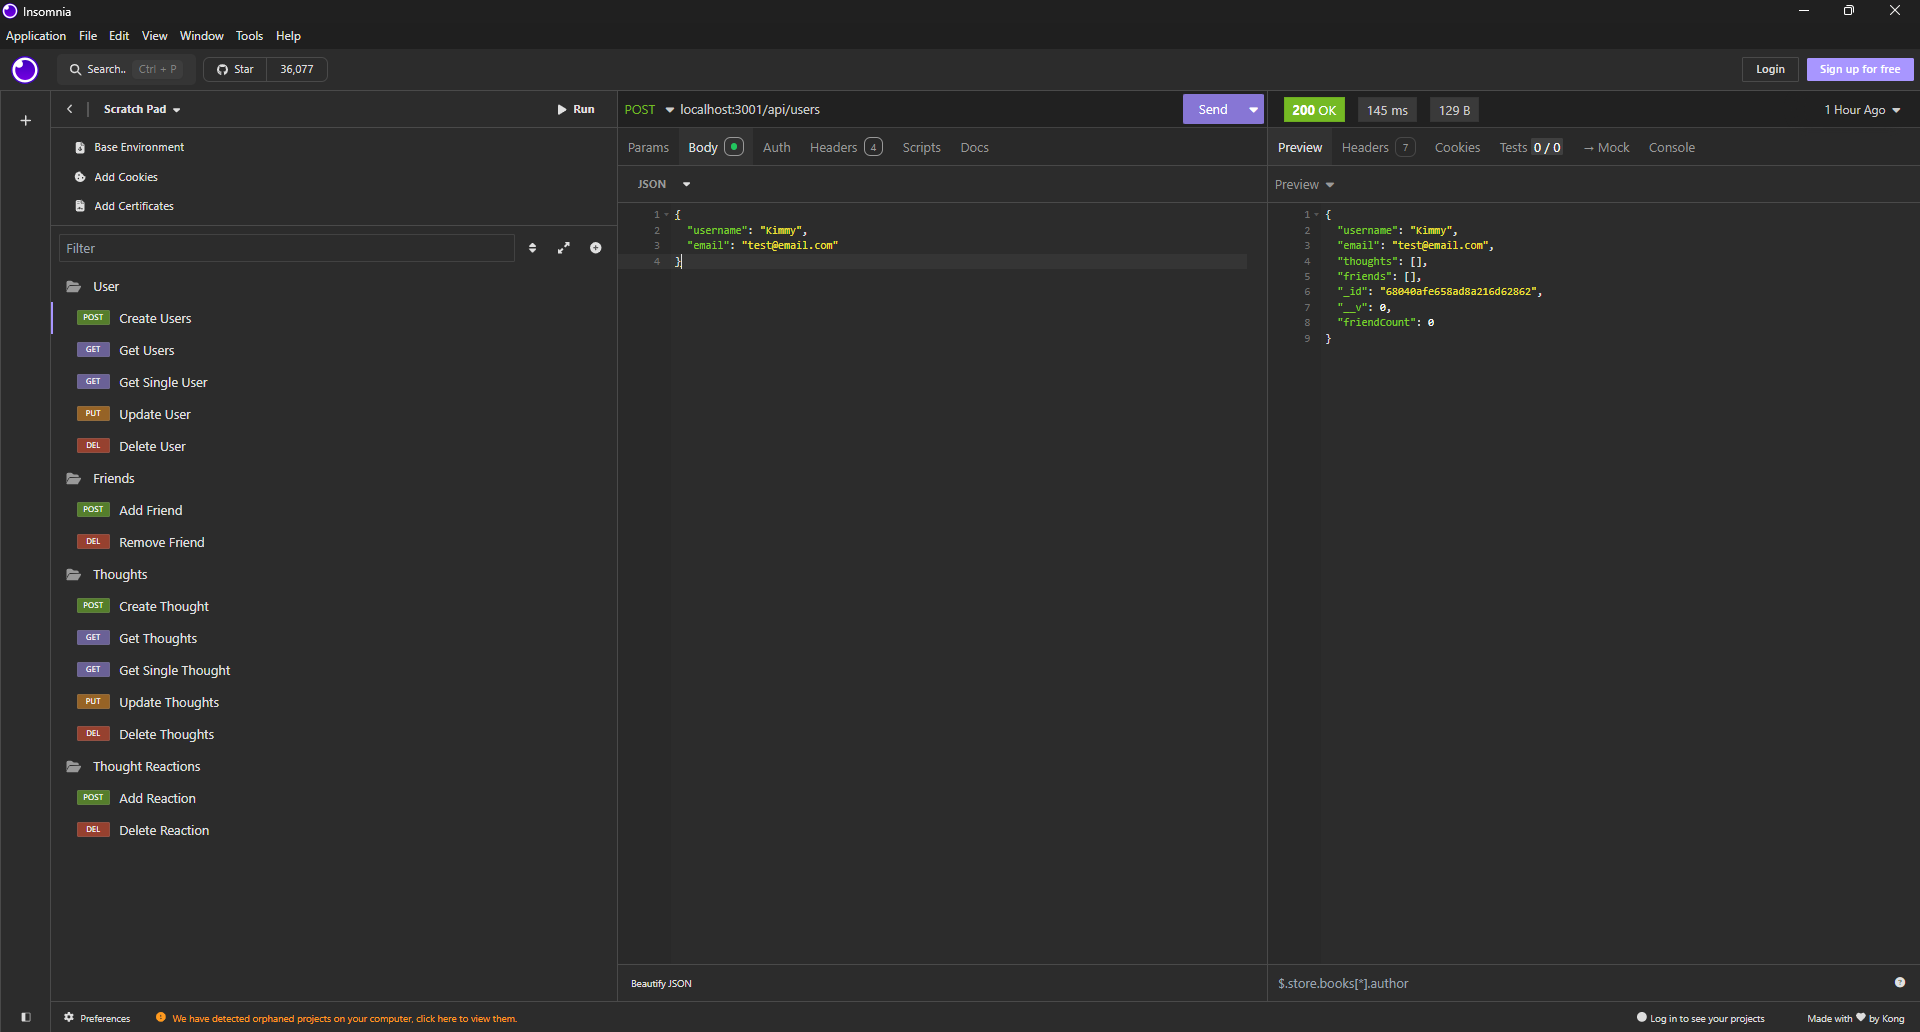 Insomnia
Application File Edit View Window Tools Help
Search.. Ctrl + P Star 36,077 Login Sign up for free
Scratch Pad Run
Base Environment
Add Cookies
Add Certificates
Filter
User
POST Create Users
GET Get Users
GET Get Single User
PUT Update User
DEL Delete User
Friends
POST Add Friend
DEL Remove Friend
Thoughts
POST Create Thought
GET Get Thoughts
GET Get Single Thought
PUT Update Thoughts
DEL Delete Thoughts
Thought Reactions
POST Add Reaction
DEL Delete Reaction
POST localhost:3001/api/users Send
Params Body Auth Headers 4 Scripts Docs
JSON
1 {
2 "username": "Kimmy",
3 "email": "test@email.com"
4 }
Beautify JSON
200 OK 145 ms 129 B 1 Hour Ago
Preview Headers 7 Cookies Tests 0 / 0 → Mock Console
Preview
1 {
2 "username": "Kimmy",
3 "email": "test@email.com",
4 "thoughts": [],
5 "friends": [],
6 "_id": "68040afe658ad8a216d62862",
7 "__v": 0,
8 "friendCount": 0
9 }
$.store.books[*].author
Preferences We have detected orphaned projects on your computer, click here to view them. Log in to see your projects Made with ♥ by Kong